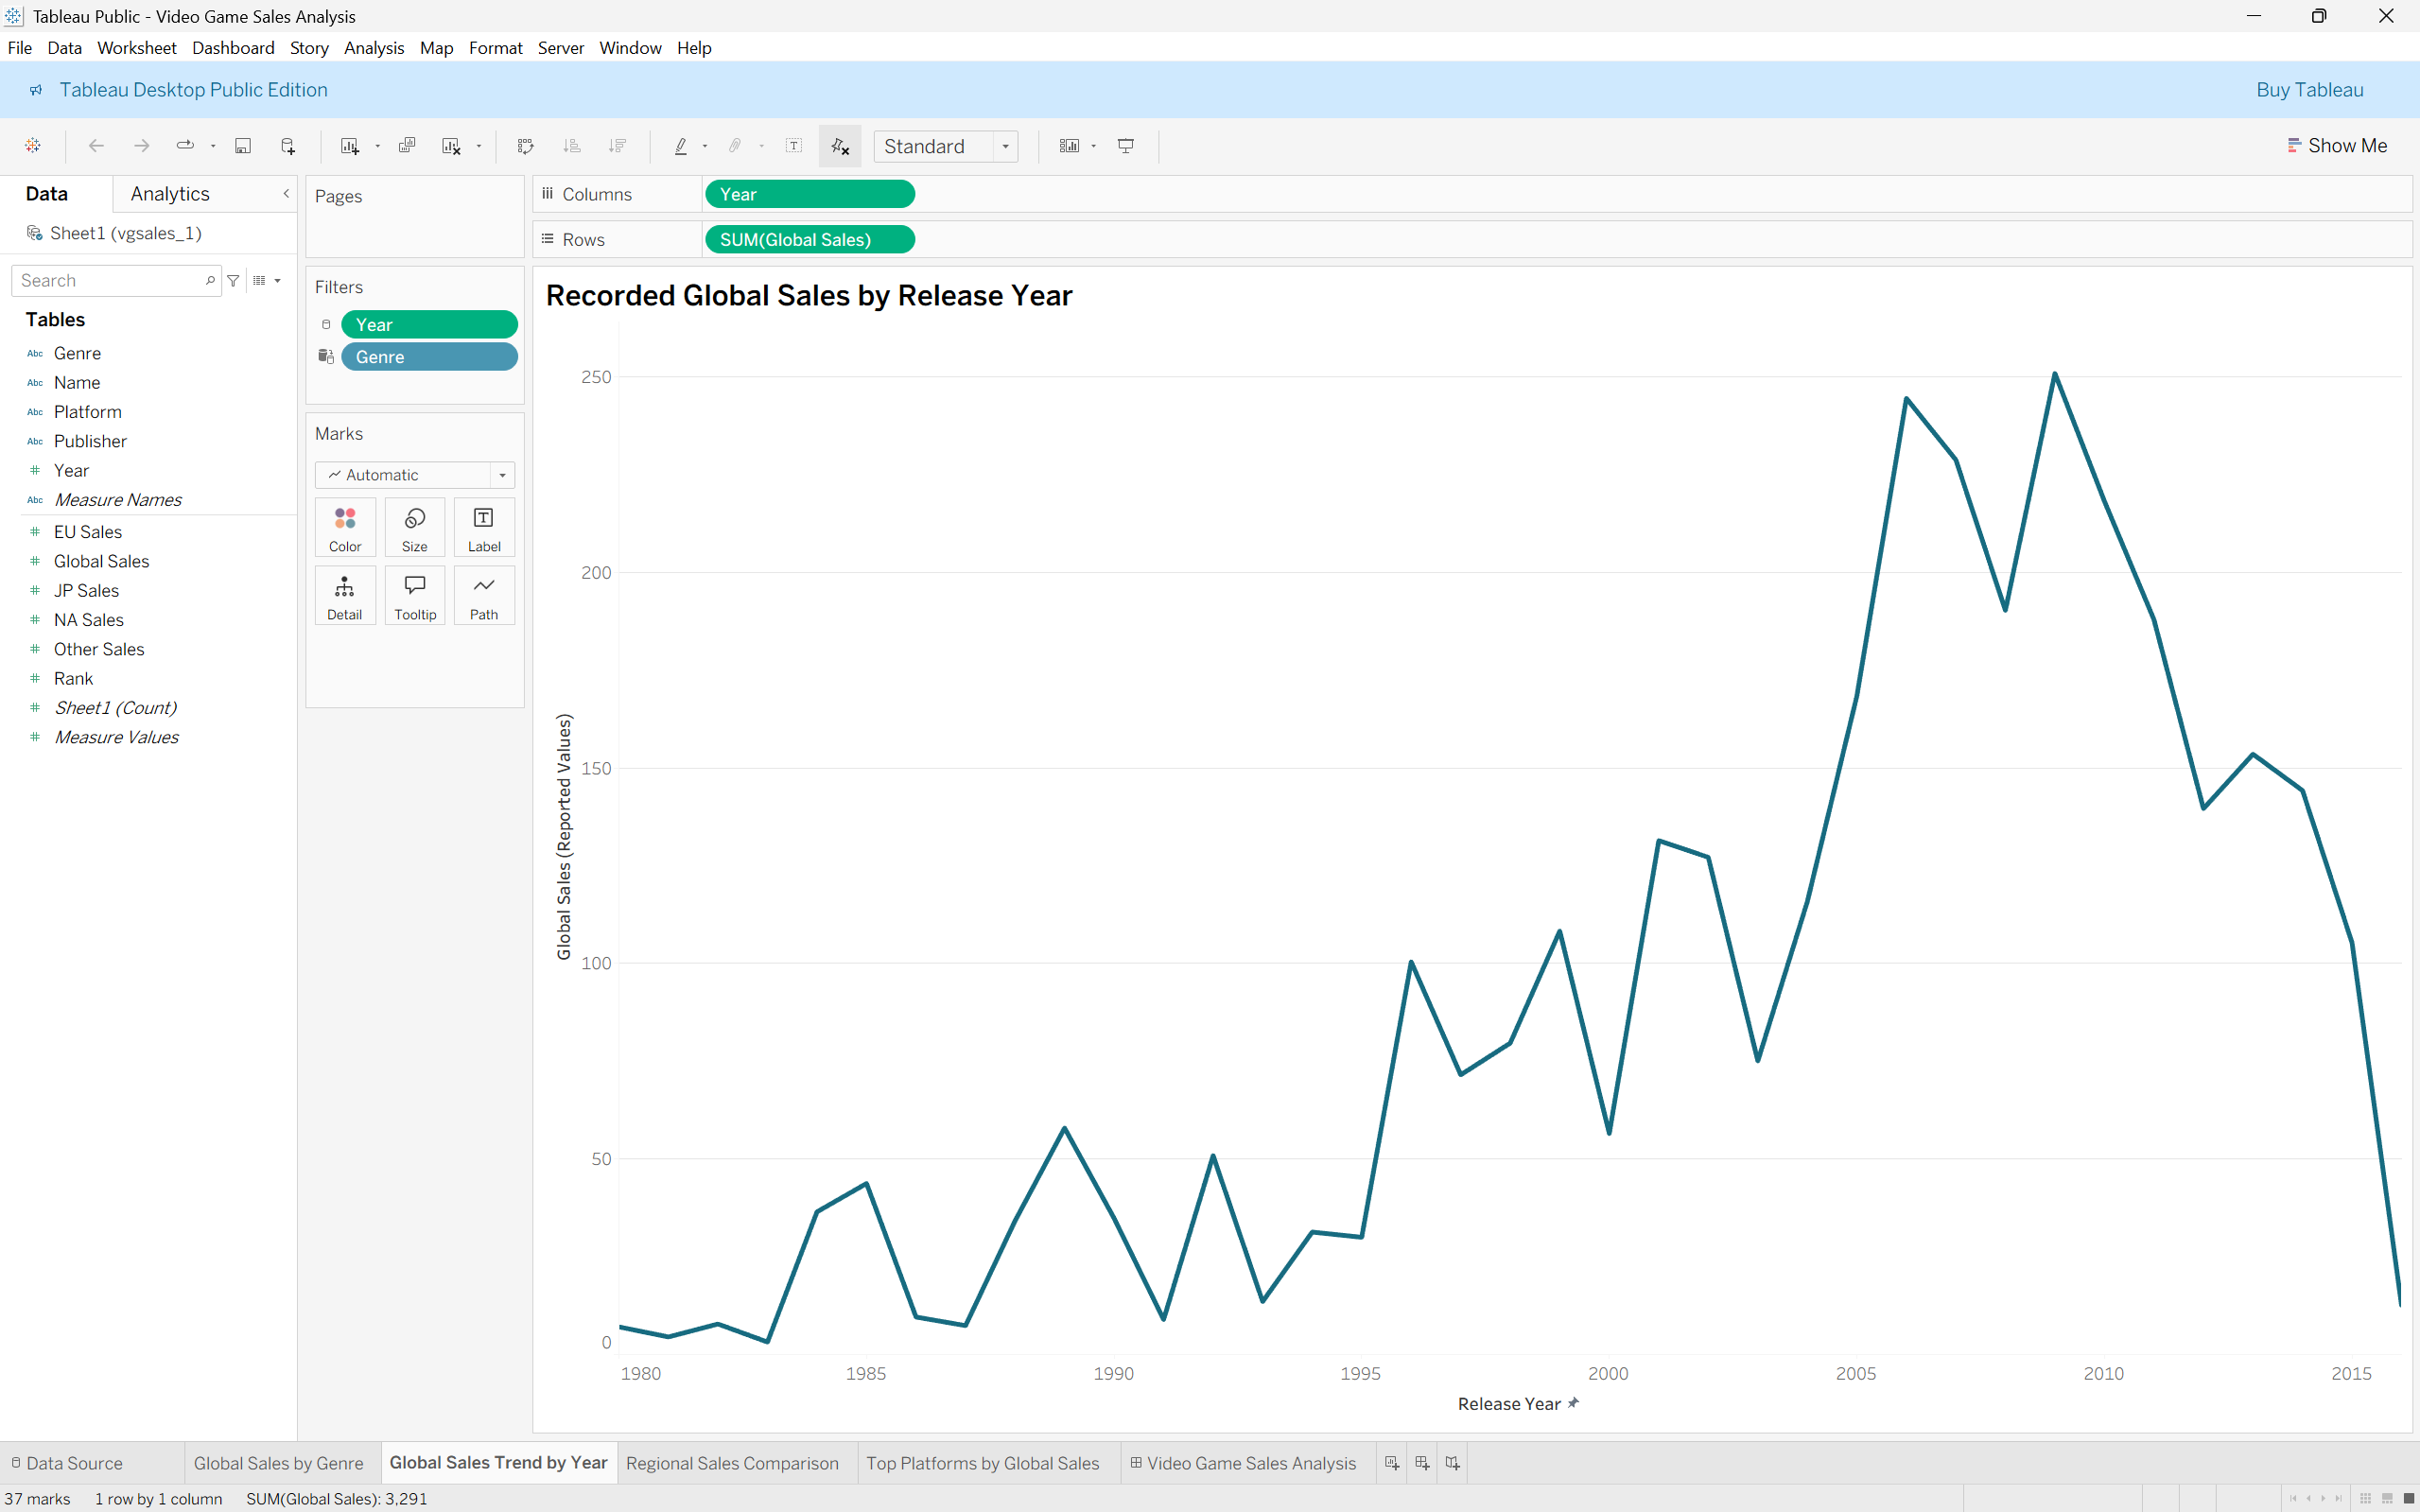 Tableau Public - Video Game Sales Analysis
File Data Worksheet Dashboard Story Analysis Map Format Server Window Help
Tableau Desktop Public Edition
Buy Tableau
Standard
Show Me
Data
Analytics
Sheet1 (vgsales_1)
Search
Tables
Abc Genre
Abc Name
Abc Platform
Abc Publisher
# Year
Abc Measure Names
# EU Sales
# Global Sales
# JP Sales
# NA Sales
# Other Sales
# Rank
# Sheet1 (Count)
# Measure Values
Pages
Filters
Year
Genre
Marks
Automatic
Color
Size
Label
Detail
Tooltip
Path
Columns
Year
Rows
SUM(Global Sales)
Recorded Global Sales by Release Year
Global Sales (Reported Values)
250
200
150
100
50
0
1980 1985 1990 1995 2000 2005 2010 2015
Release Year
Data Source
Global Sales by Genre
Global Sales Trend by Year
Regional Sales Comparison
Top Platforms by Global Sales
Video Game Sales Analysis
37 marks 1 row by 1 column SUM(Global Sales): 3,291